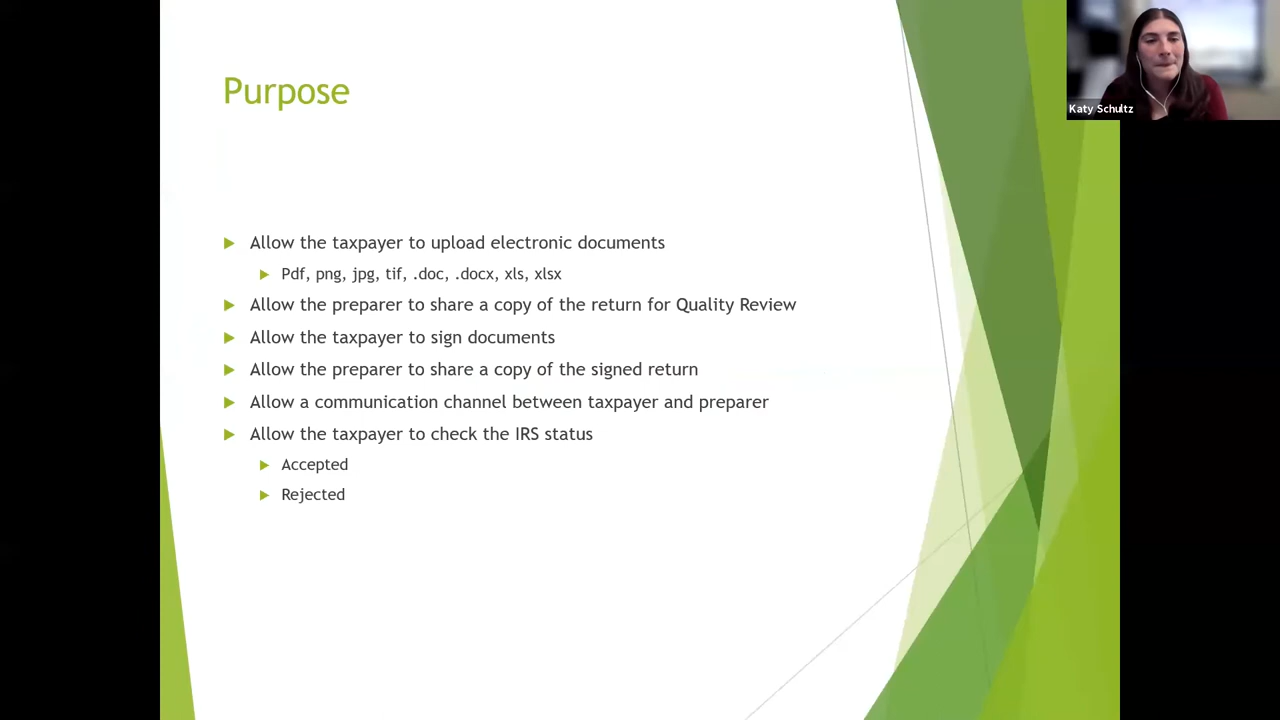 Purpose
Katy Schultz
Allow the taxpayer to upload electronic documents
Pdf, png, jpg, tif, .doc, .docx, xls, xlsx
Allow the preparer to share a copy of the return for Quality Review
Allow the taxpayer to sign documents
Allow the preparer to share a copy of the signed return
Allow a communication channel between taxpayer and preparer
Allow the taxpayer to check the IRS status
Accepted
Rejected